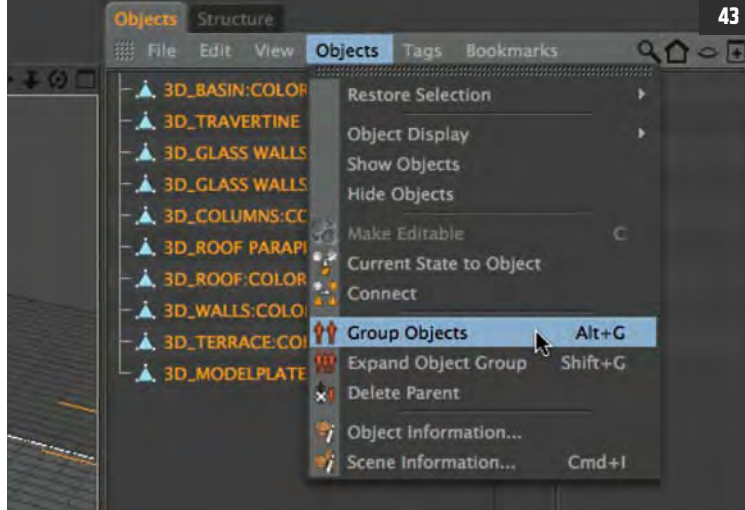 43
Objects Structure
File Edit View Objects Tags Bookmarks
3D_BASIN:COLOR
3D_TRAVERTINE
3D_GLASS WALLS
3D_GLASS WALLS
3D_COLUMNS:CC
3D_ROOF PARAPI
3D_ROOF:COLOR
3D_WALLS:COLO
3D_TERRACE:COI
3D_MODELPLATE
Restore Selection
Object Display
Show Objects
Hide Objects
Make Editable C
Current State to Object
Connect
Group Objects Alt+G
Expand Object Group Shift+G
Delete Parent
Object Information...
Scene Information... Cmd+I